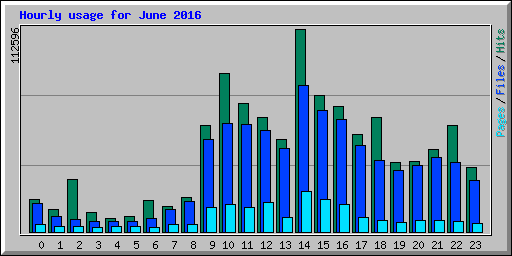 Hourly usage for June 2016
112596
Pages/Files/Hits
0 1 2 3 4 5 6 7 8 9 10 11 12 13 14 15 16 17 18 19 20 21 22 23